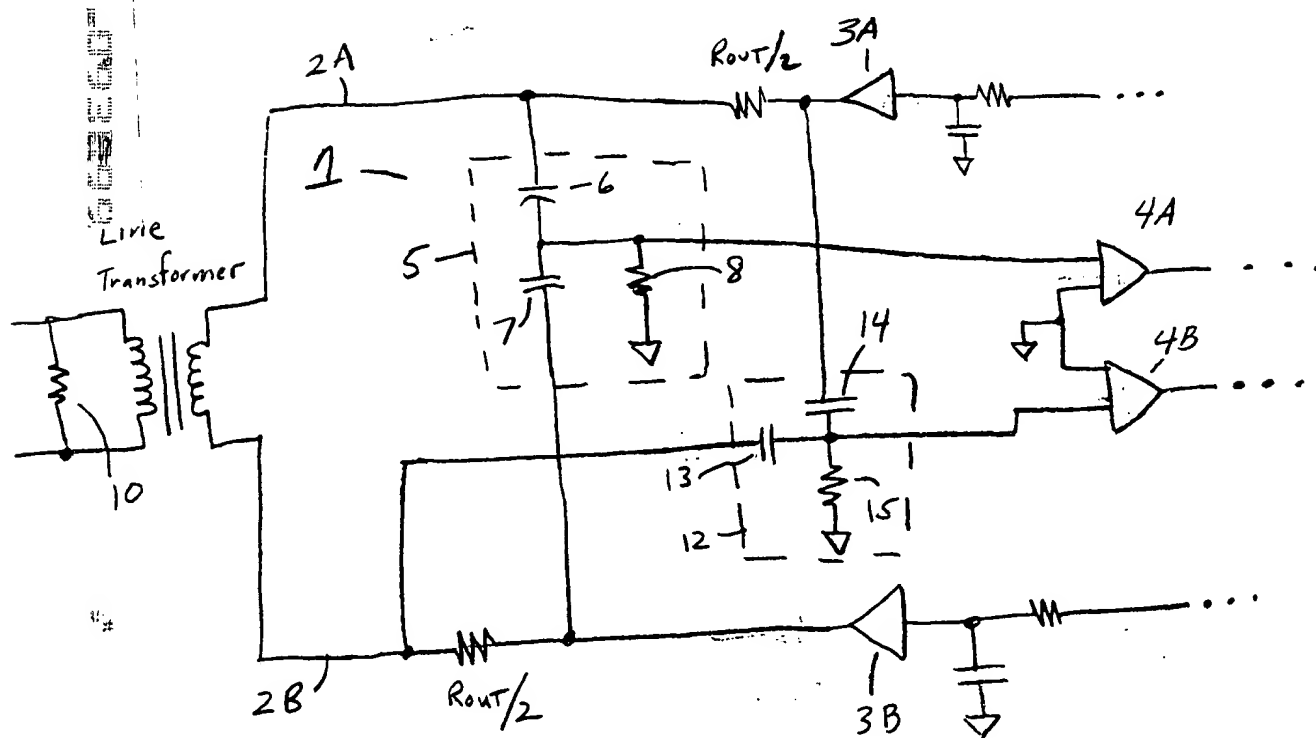 3A
2A
ROUT/2
1
6
4A
Line
Transformer
5
8
7
14
4B
13
10
15
12
2B
ROUT/2
3B